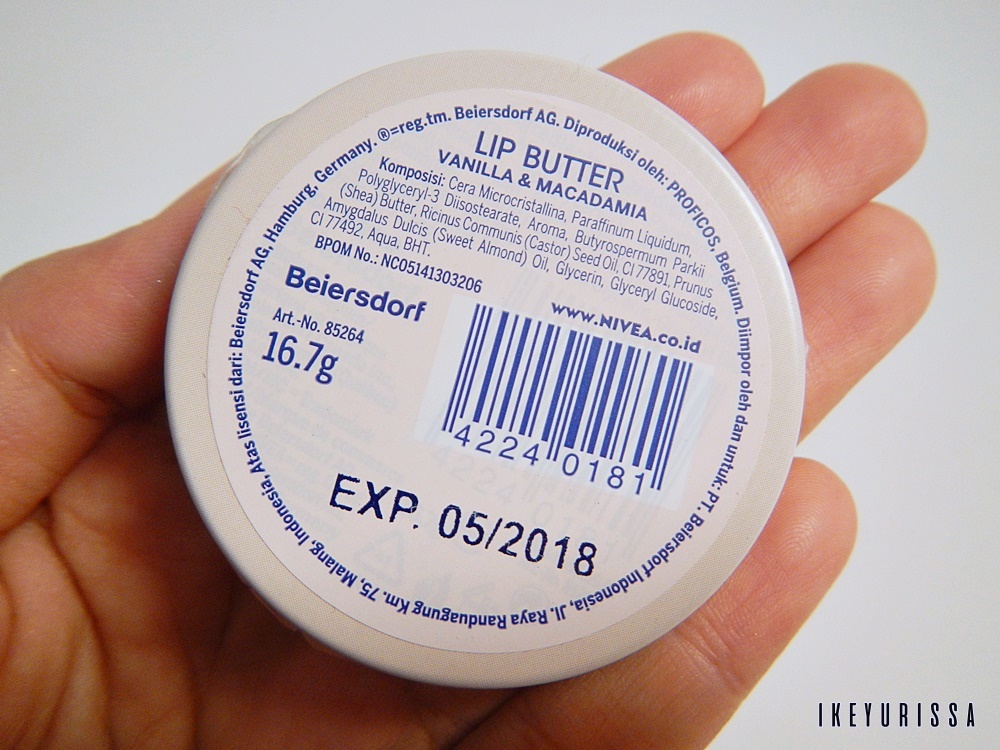 Atas lisensi dari: Beiersdorf AG, Hamburg, Germany. ®=reg.tm. Beiersdorf AG. Diproduksi oleh: PROFICOS, Belgium. Diimpor oleh dan untuk: PT. Beiersdorf Indonesia, Jl. Raya Randuagung Km. 75, Malang, Indonesia,
LIP BUTTER
VANILLA & MACADAMIA
Komposisi: Cera Microcristallina, Paraffinum Liquidum,
Polyglyceryl-3 Diisostearate, Aroma, Butyrospermum Parkii
(Shea) Butter, Ricinus Communis (Castor) Seed Oil, CI 77891, Prunus
Amygdalus Dulcis (Sweet Almond) Oil, Glycerin, Glyceryl Glucoside,
CI 77492, Aqua, BHT.
BPOM No.: NC05141303206
Beiersdorf
www.NIVEA.co.id
Art.-No. 85264
16.7g
4224 0181
EXP. 05/2018
IKEYURISSA